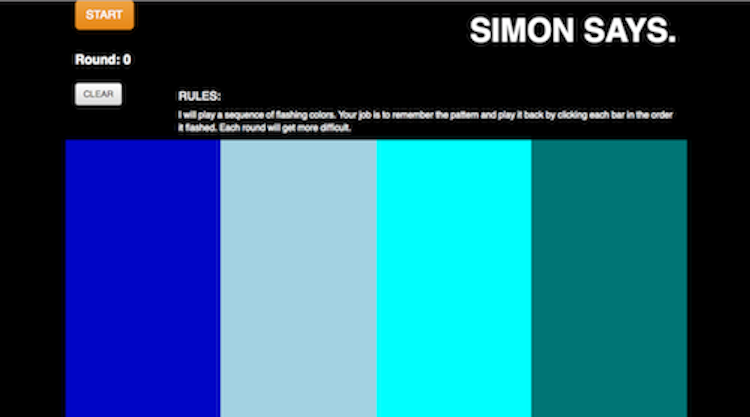 START
SIMON SAYS.
Round: 0
CLEAR
RULES:
I will play a sequence of flashing colors. Your job is to remember the pattern and play it back by clicking each bar in the order
it flashed. Each round will get more difficult.